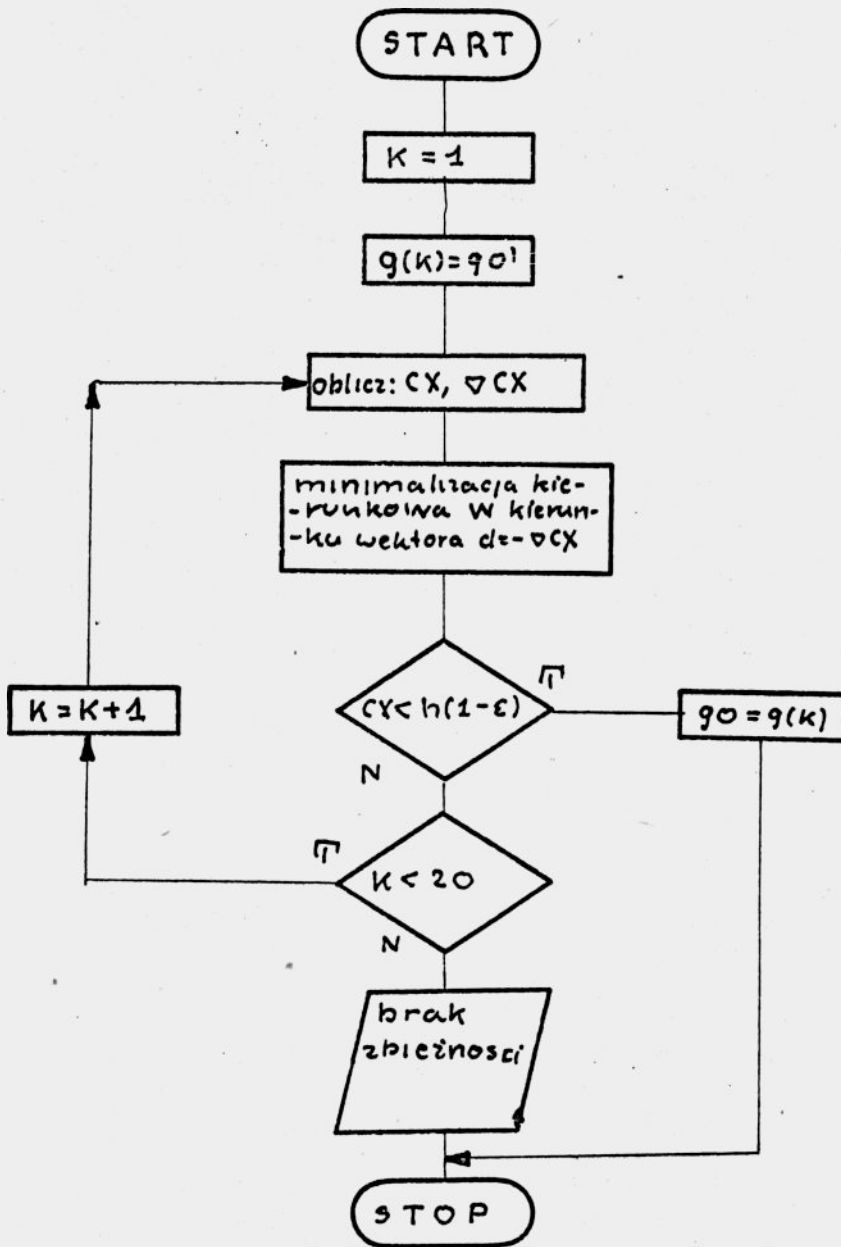 START
K = 1
g(K)=g0'
oblicz: CX, ▽CX
minimalizacja kie-
-runkowa w kierun-
-ku wektora d=-▽CX
CX<h(1-ε)
T
N
g0=g(K)
K=K+1
K<20
T
N
brak
zbieżności
STOP